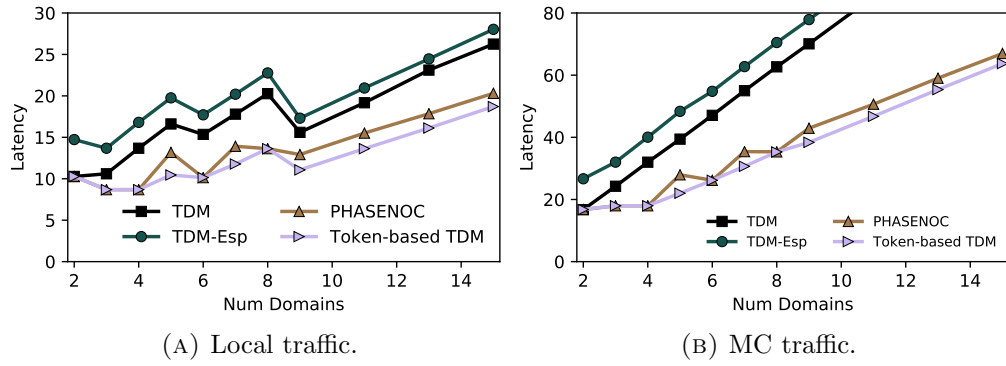 30
25
20
15
10
5
0
Latency
2 4 6 8 10 12 14
Num Domains
TDM
TDM-Esp
PHASENOC
Token-based TDM
(A) Local traffic.
80
60
40
20
0
Latency
2 4 6 8 10 12 14
Num Domains
TDM
TDM-Esp
PHASENOC
Token-based TDM
(B) MC traffic.